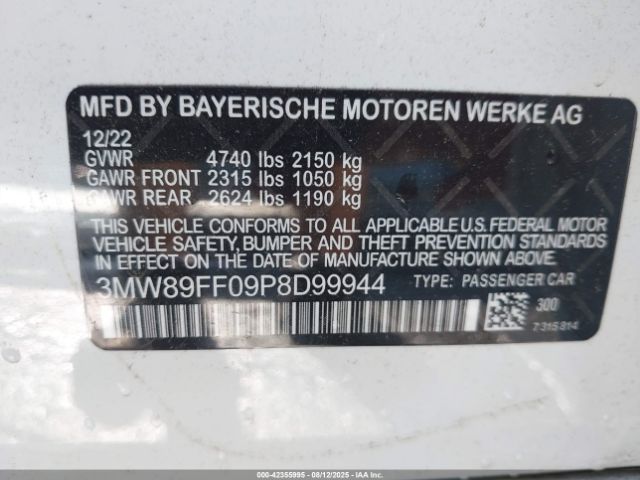 MFD BY BAYERISCHE MOTOREN WERKE AG
12/22
GVWR 4740 lbs 2150 kg
GAWR FRONT 2315 lbs 1050 kg
GAWR REAR 2624 lbs 1190 kg
THIS VEHICLE CONFORMS TO ALL APPLICABLE U.S. FEDERAL MOTOR
VEHICLE SAFETY, BUMPER AND THEFT PREVENTION STANDARDS
IN EFFECT ON THE DATE OF MANUFACTURE SHOWN ABOVE.
3MW89FF09P8D99944 TYPE: PASSENGER CAR
300
7315814
000-42355995 - 08/12/2025 - IAAI.COM